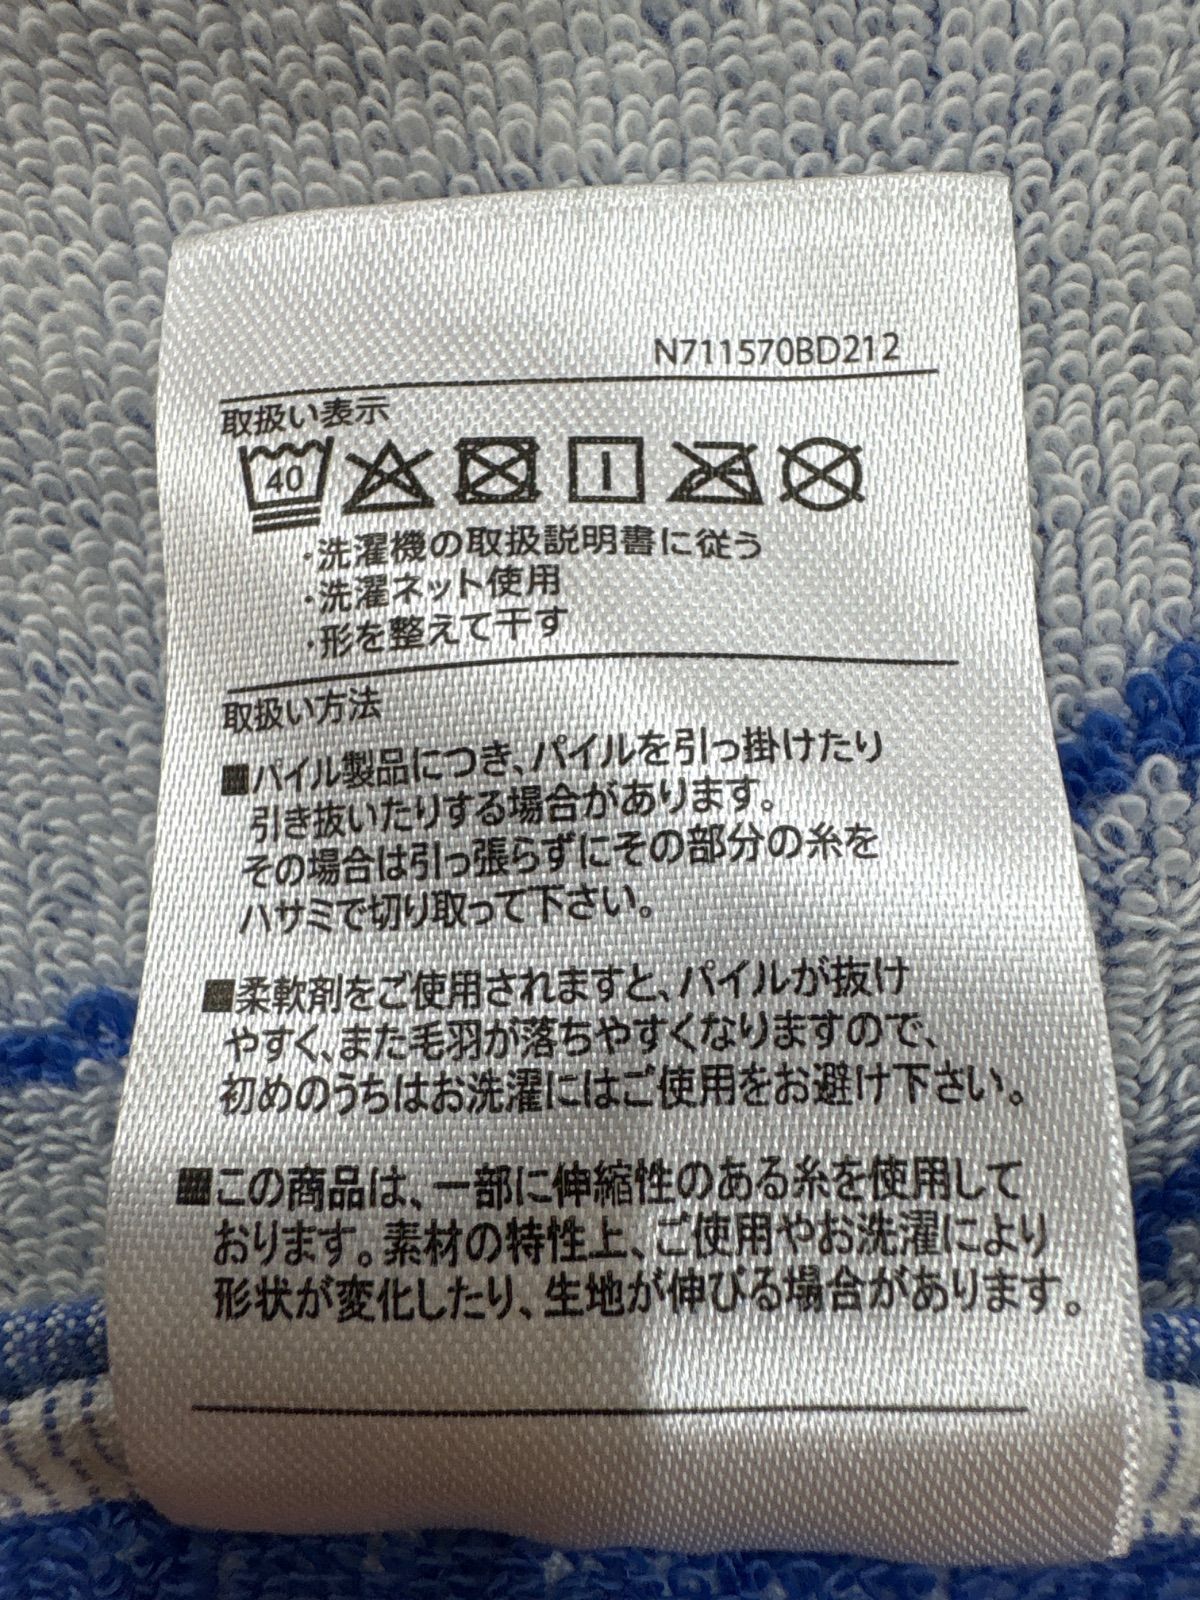 N711570BD212
取扱い表示
40
・洗濯機の取扱説明書に従う
・洗濯ネット使用
・形を整えて干す
取扱い方法
■パイル製品につき、パイルを引っ掛けたり
引き抜いたりする場合があります。
その場合は引っ張らずにその部分の糸を
ハサミで切り取って下さい。
■柔軟剤をご使用されますと、パイルが抜け
やすく、また毛羽が落ちやすくなりますので、
初めのうちはお洗濯にはご使用をお避け下さい。
■この商品は、一部に伸縮性のある糸を使用して
おります。素材の特性上、ご使用やお洗濯により
形状が変化したり、生地が伸びる場合があります。